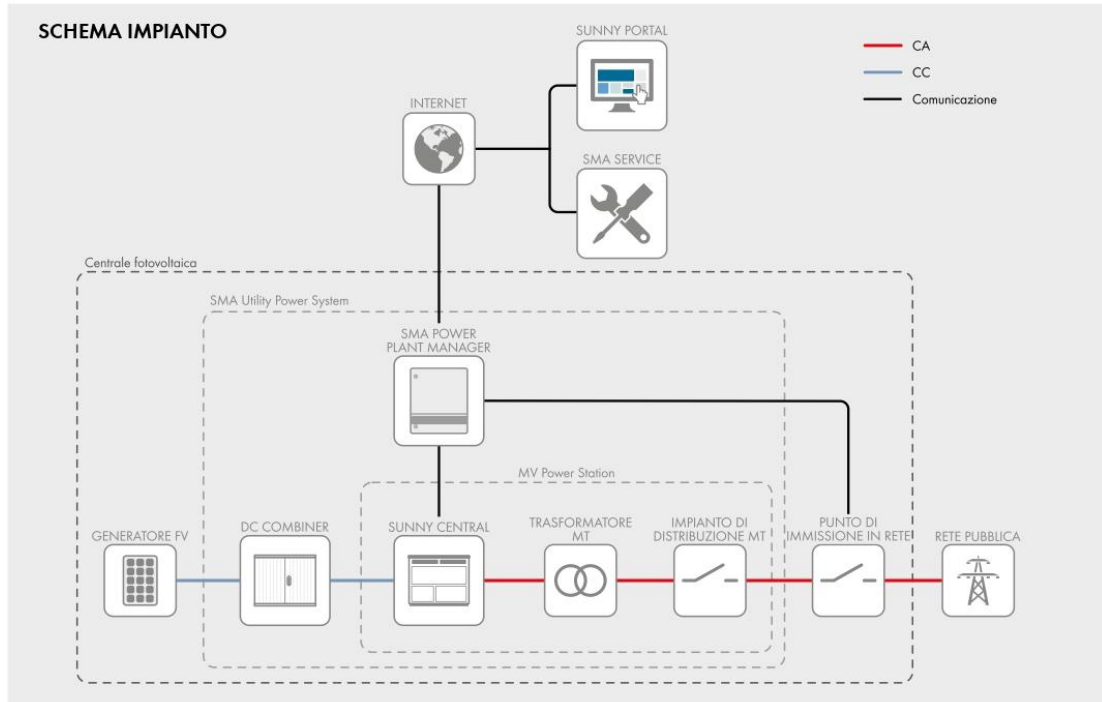 SCHEMA IMPIANTO
SUNNY PORTAL
CA
CC
Comunicazione
INTERNET
SMA SERVICE
Centrale fotovoltaica
SMA Utility Power System
SMA POWER
PLANT MANAGER
MV Power Station
GENERATORE FV
DC COMBINER
SUNNY CENTRAL
TRASFORMATORE
MT
IMPIANTO DI
DISTRIBUZIONE MT
PUNTO DI
IMMISSIONE IN RETE
RETE PUBBLICA